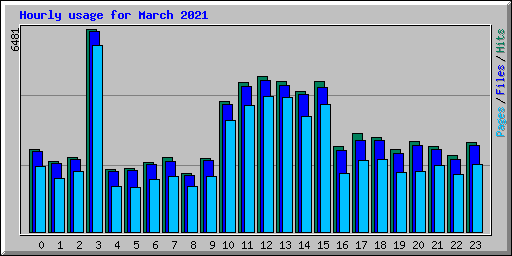 Hourly usage for March 2021
6481
Pages / Files / Hits
0 1 2 3 4 5 6 7 8 9 10 11 12 13 14 15 16 17 18 19 20 21 22 23